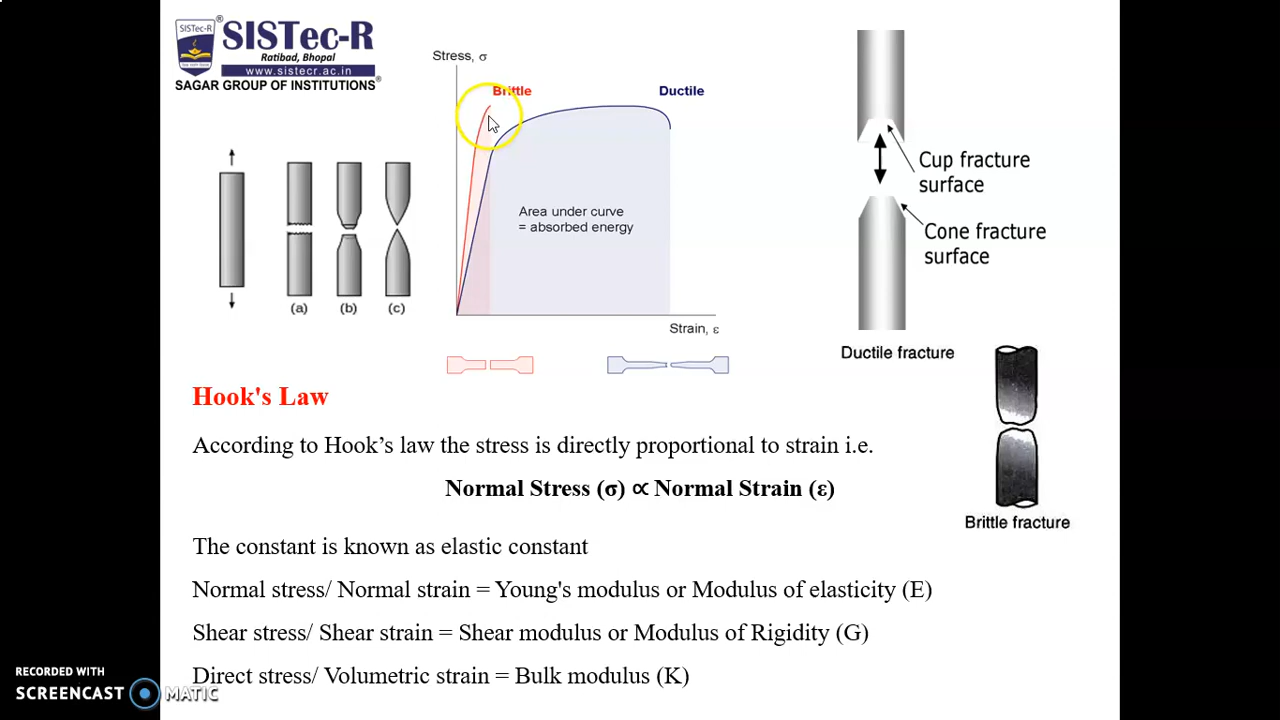 SISTec-R
SISTec-R
Ratibad, Bhopal
www.sistecr.ac.in
SAGAR GROUP OF INSTITUTIONS
Stress, σ
Brittle
Ductile
Area under curve
= absorbed energy
Strain, ε
(a)
(b)
(c)
Cup fracture
surface
Cone fracture
surface
Ductile fracture
Brittle fracture
Hook's Law
According to Hook’s law the stress is directly proportional to strain i.e.
Normal Stress (σ) ∝ Normal Strain (ε)
The constant is known as elastic constant
Normal stress/ Normal strain = Young's modulus or Modulus of elasticity (E)
Shear stress/ Shear strain = Shear modulus or Modulus of Rigidity (G)
Direct stress/ Volumetric strain = Bulk modulus (K)
RECORDED WITH
SCREENCAST MATIC